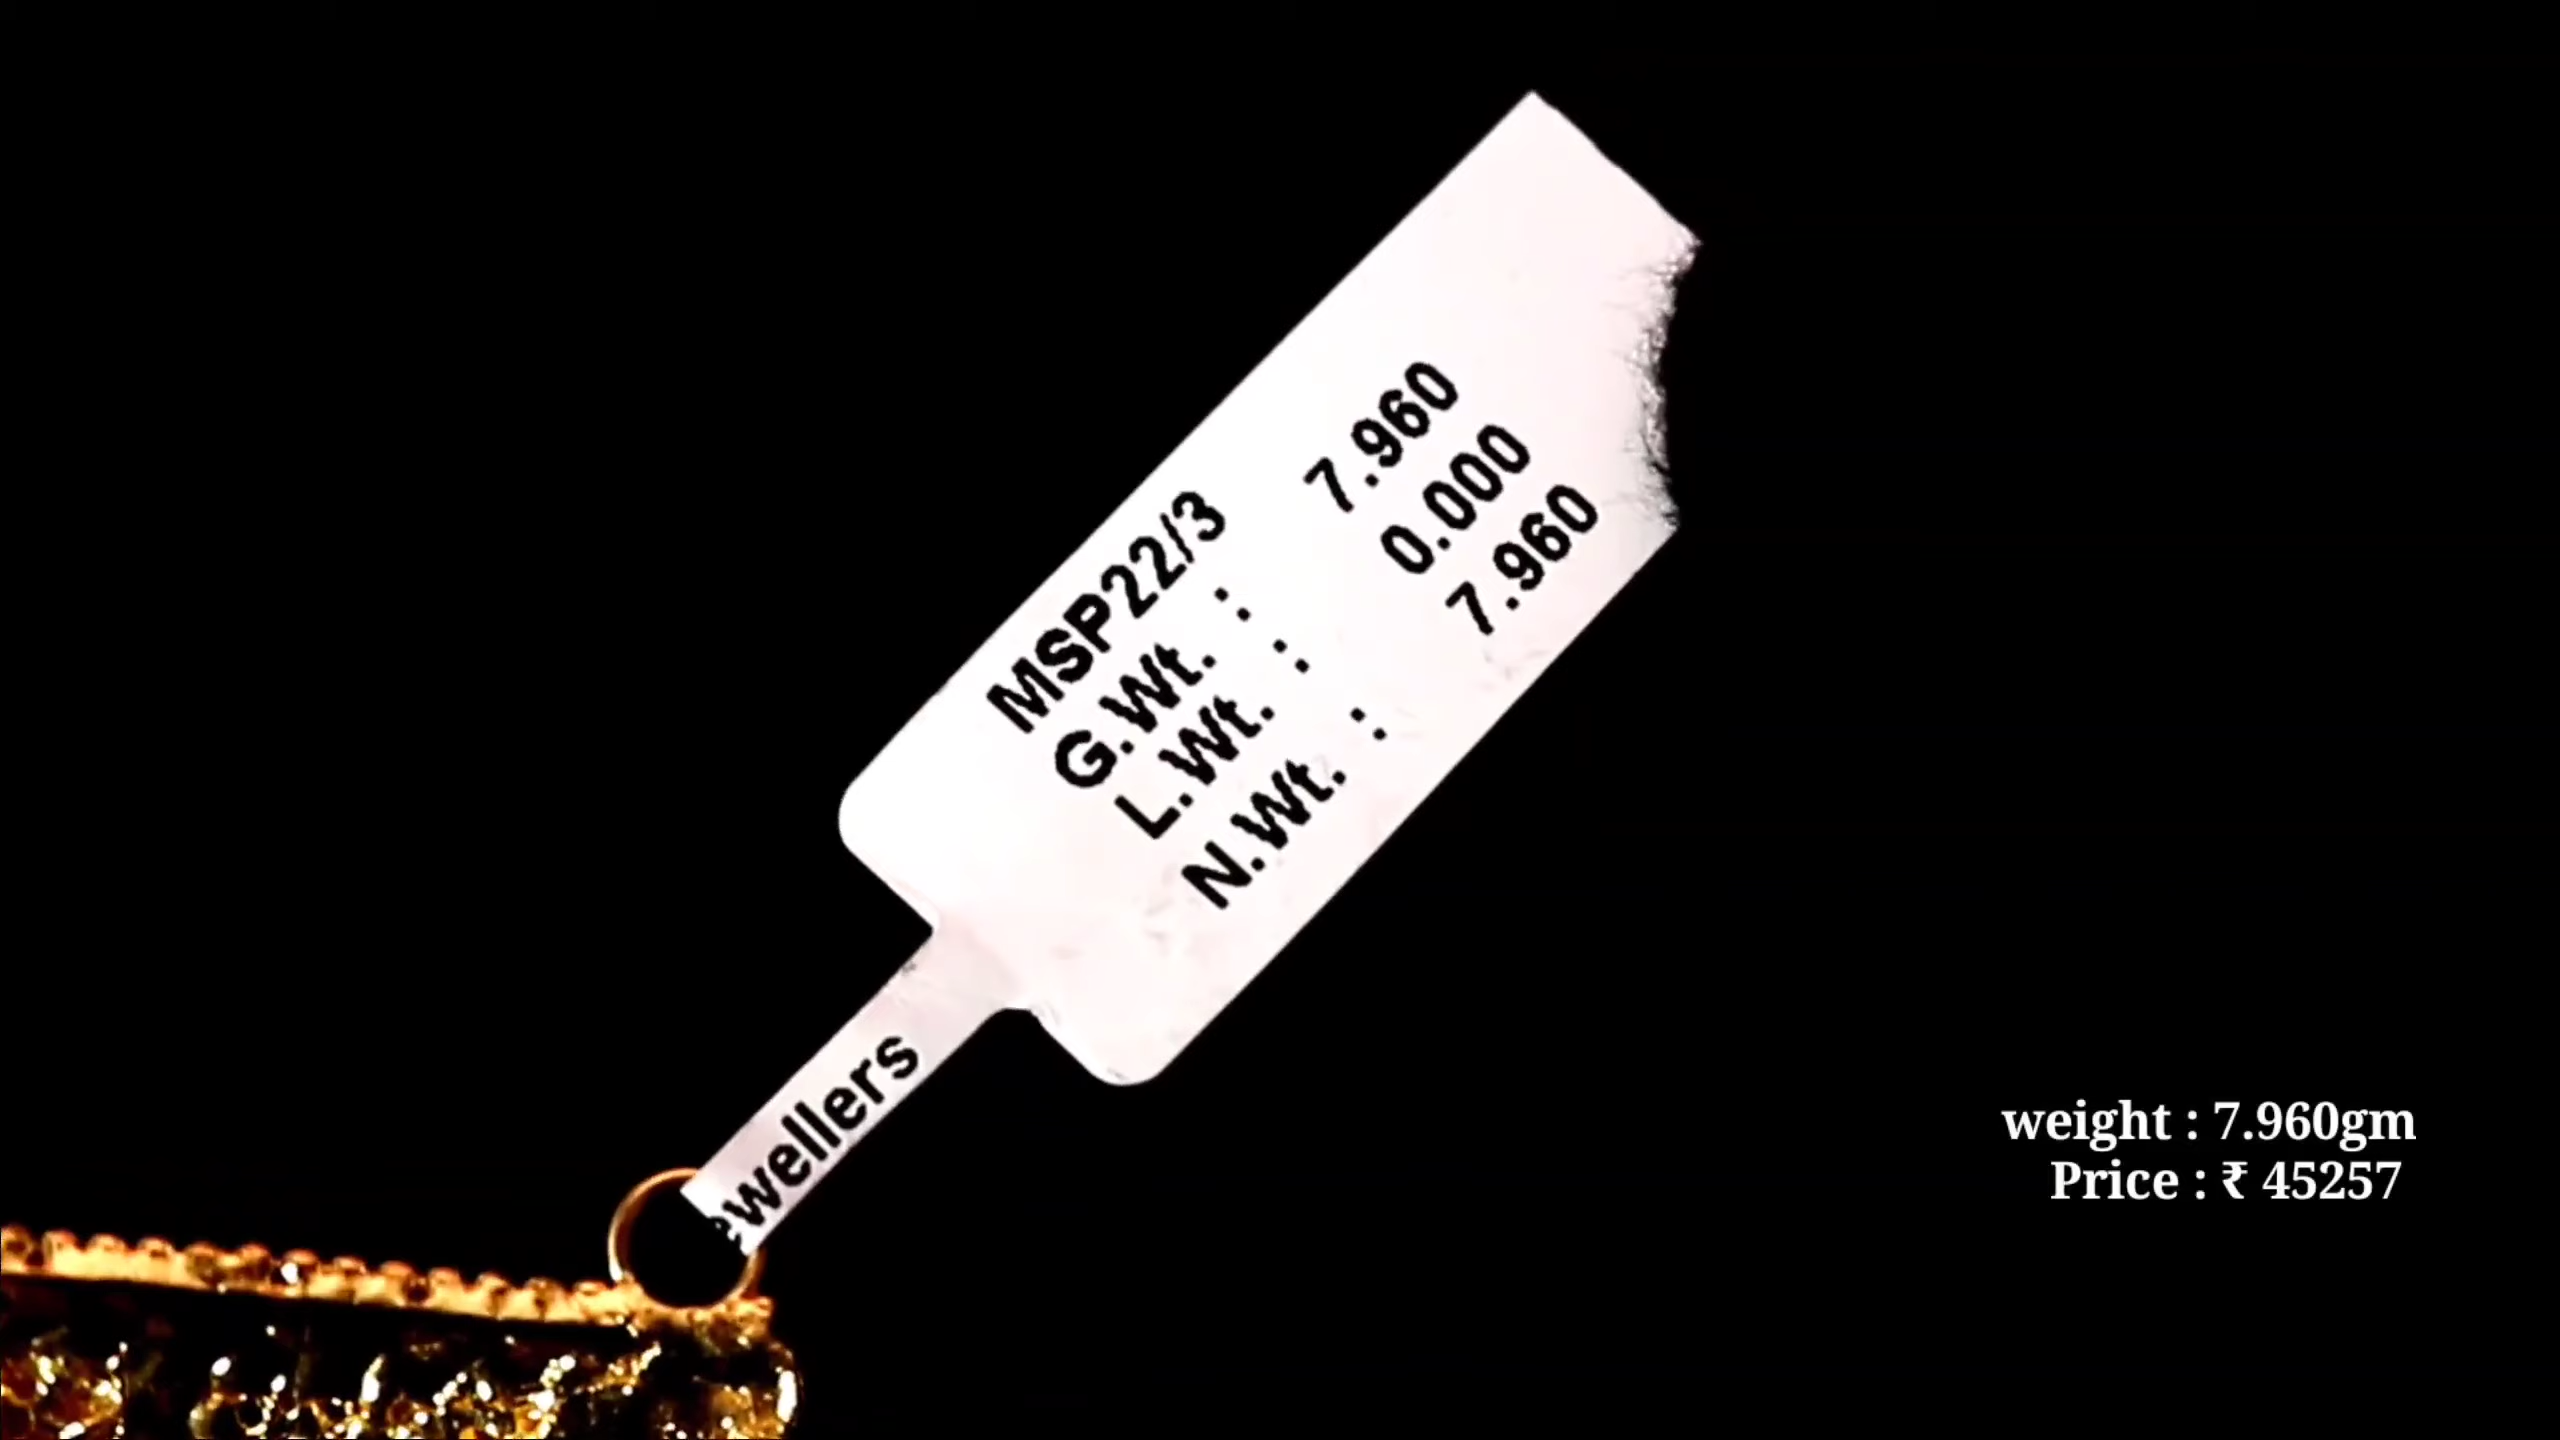 MSP22/3
G.Wt. : 7.960
L.Wt. : 0.000
N.Wt. : 7.960
ewellers
weight : 7.960gm
Price : ₹ 45257